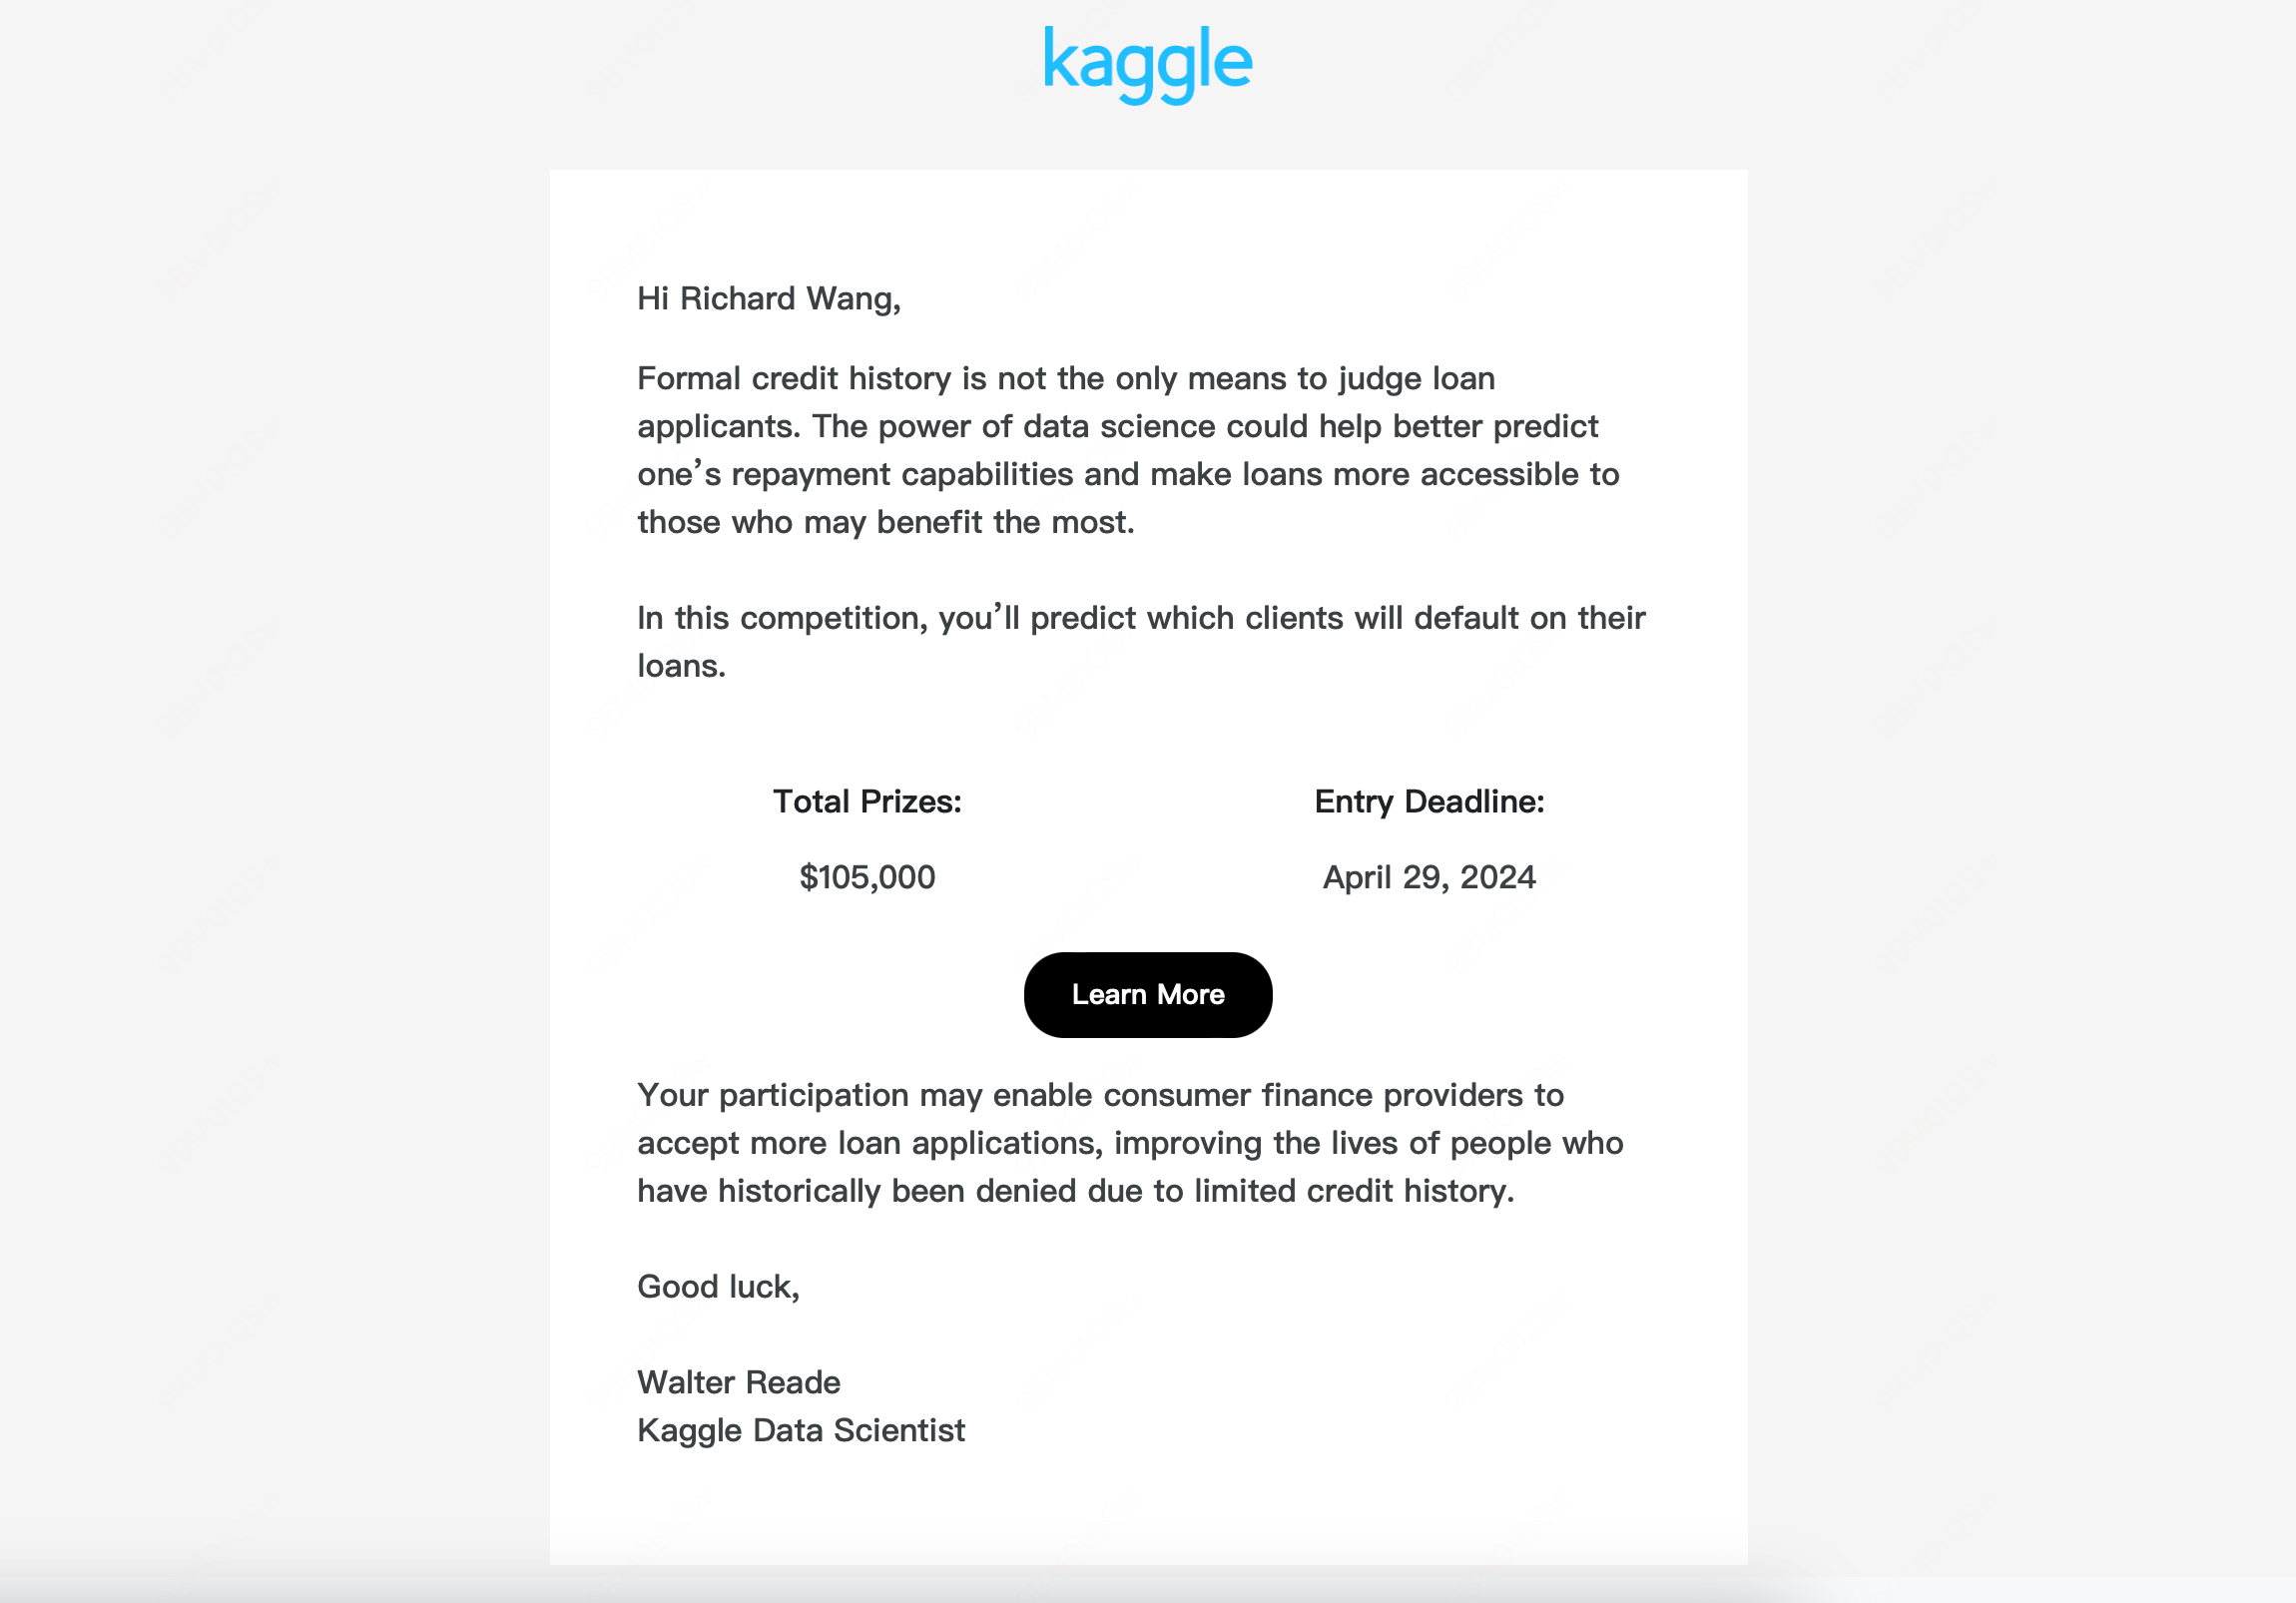 kaggle
Hi Richard Wang,
Formal credit history is not the only means to judge loan
applicants. The power of data science could help better predict
one’s repayment capabilities and make loans more accessible to
those who may benefit the most.
In this competition, you’ll predict which clients will default on their
loans.
Total Prizes:
Entry Deadline:
$105,000
April 29, 2024
Learn More
Your participation may enable consumer finance providers to
accept more loan applications, improving the lives of people who
have historically been denied due to limited credit history.
Good luck,
Walter Reade
Kaggle Data Scientist